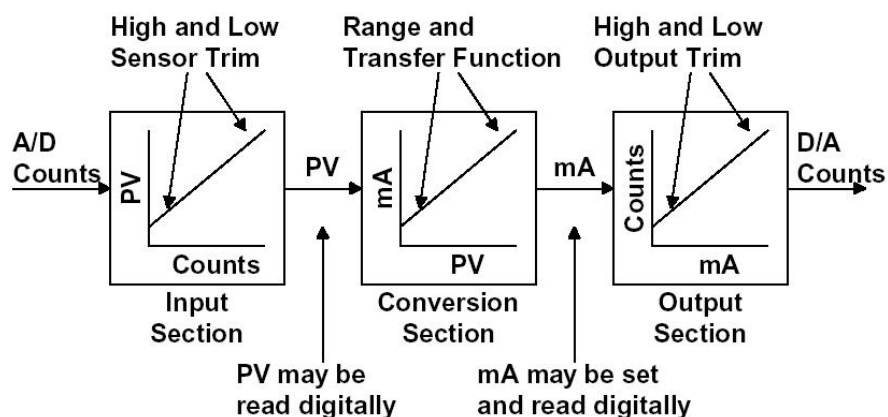 High and Low
Sensor Trim
Range and
Transfer Function
High and Low
Output Trim
A/D
Counts
PV
Counts
PV
mA
PV
mA
Counts
mA
D/A
Counts
Input
Section
Conversion
Section
Output
Section
PV may be
read digitally
mA may be set
and read digitally